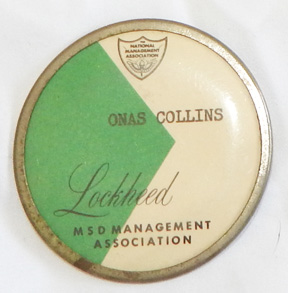 THE
NATIONAL
MANAGEMENT
ASSOCIATION
ONAS COLLINS
Lockheed
MSD MANAGEMENT
ASSOCIATION